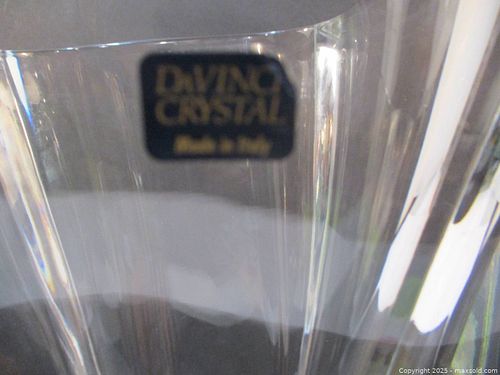 DaVINCI
CRYSTAL
Made in Italy
Copyright 2025 - maxsold.com